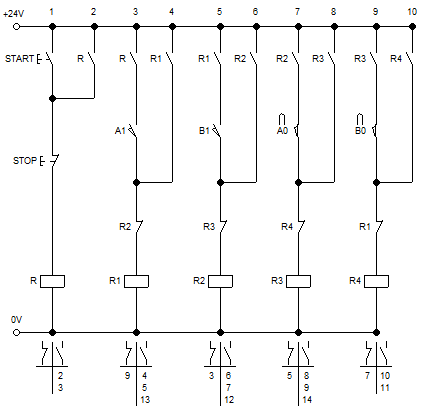 +24V 1 2 3 4 5 6 7 8 9 10
START R R R1 R1 R2 R2 R3 R3 R4
A1 B1 A0 B0
STOP
R2 R3 R4 R1
R R1 R2 R3 R4
0V
2 9 4 3 6 5 8 7 10
3 5 7 9 11
13 12 14